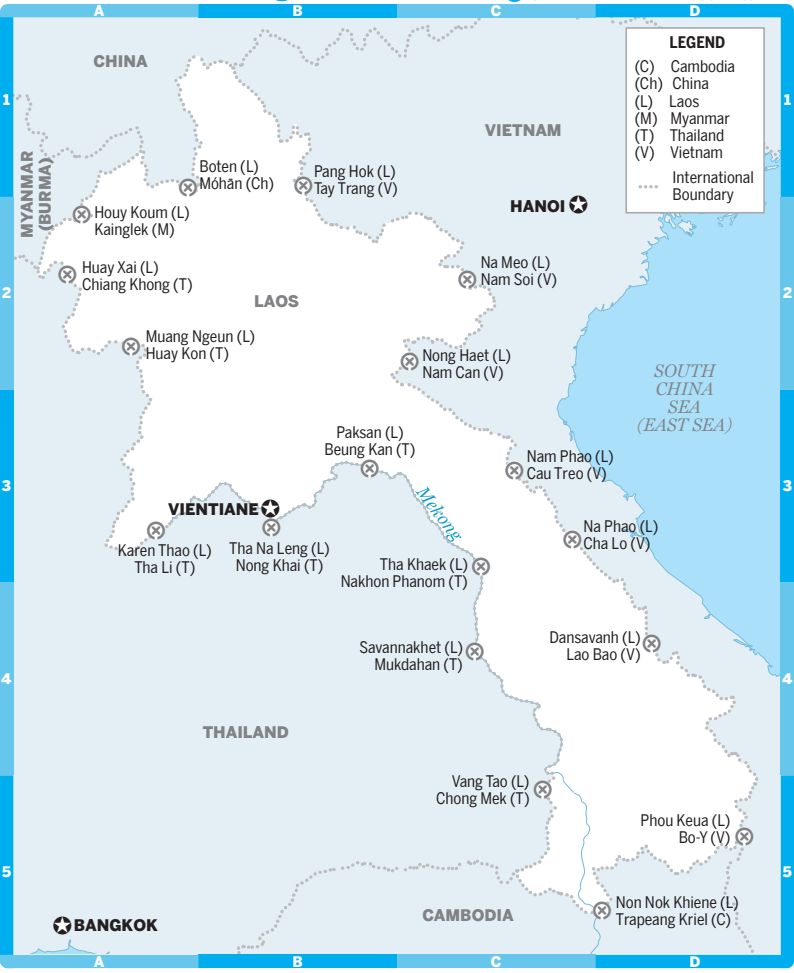 A
B
C
D
CHINA
VIETNAM
MYANMAR
(BURMA)
LEGEND
(C) Cambodia
(Ch) China
(L) Laos
(M) Myanmar
(T) Thailand
(V) Vietnam
International
Boundary
1
1
Boten (L)
Móhān (Ch)
Pang Hok (L)
Tay Trang (V)
HANOI
Houy Koum (L)
Kainglek (M)
Huay Xai (L)
Chiang Khong (T)
Na Meo (L)
Nam Soi (V)
2
2
LAOS
Muang Ngeun (L)
Huay Kon (T)
Nong Haet (L)
Nam Can (V)
SOUTH
CHINA
SEA
(EAST SEA)
Paksan (L)
Beung Kan (T)
Nam Phao (L)
Cau Treo (V)
3
3
VIENTIANE
Mekong
Na Phao (L)
Cha Lo (V)
Karen Thao (L)
Tha Li (T)
Tha Na Leng (L)
Nong Khai (T)
Tha Khaek (L)
Nakhon Phanom (T)
Savannakhet (L)
Mukdahan (T)
Dansavanh (L)
Lao Bao (V)
4
4
THAILAND
Vang Tao (L)
Chong Mek (T)
Phou Keua (L)
Bo-Y (V)
5
5
Non Nok Khiene (L)
Trapeang Kriel (C)
CAMBODIA
BANGKOK
A
B
C
D